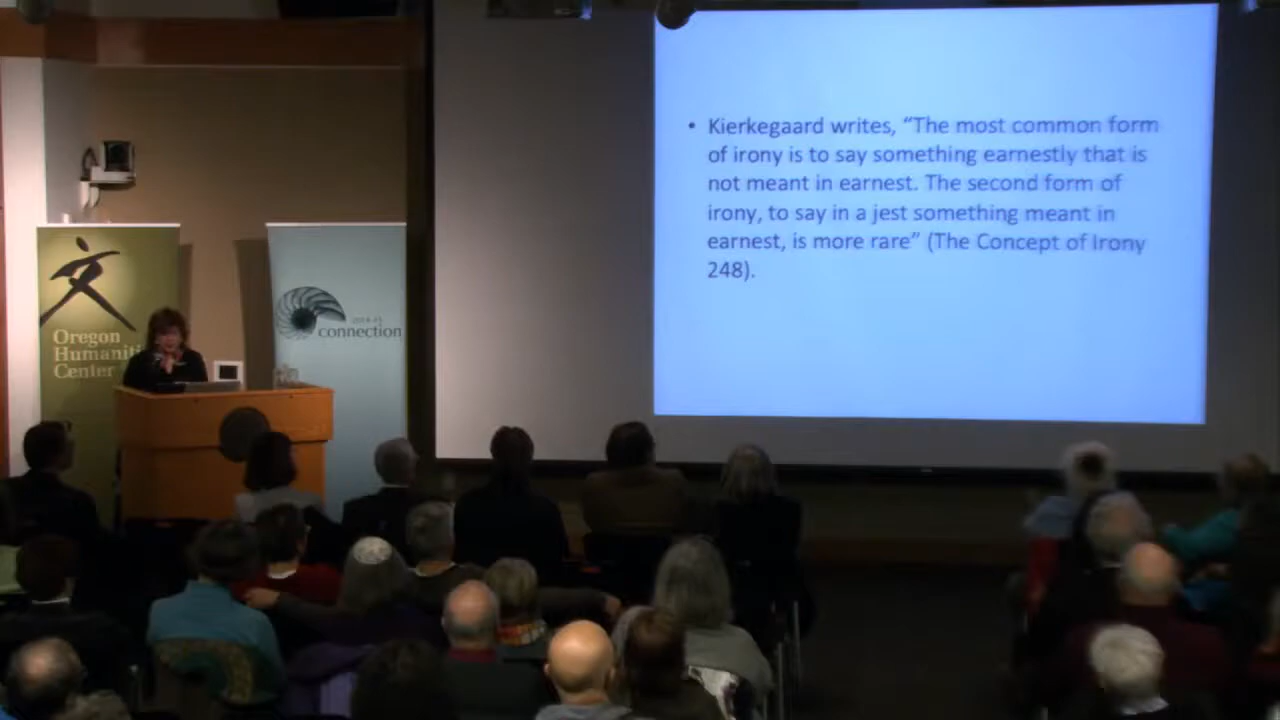 • Kierkegaard writes, “The most common form
of irony is to say something earnestly that is
not meant in earnest. The second form of
irony, to say in a jest something meant in
earnest, is more rare” (The Concept of Irony
248).
Oregon
Humaniti
Center
connection